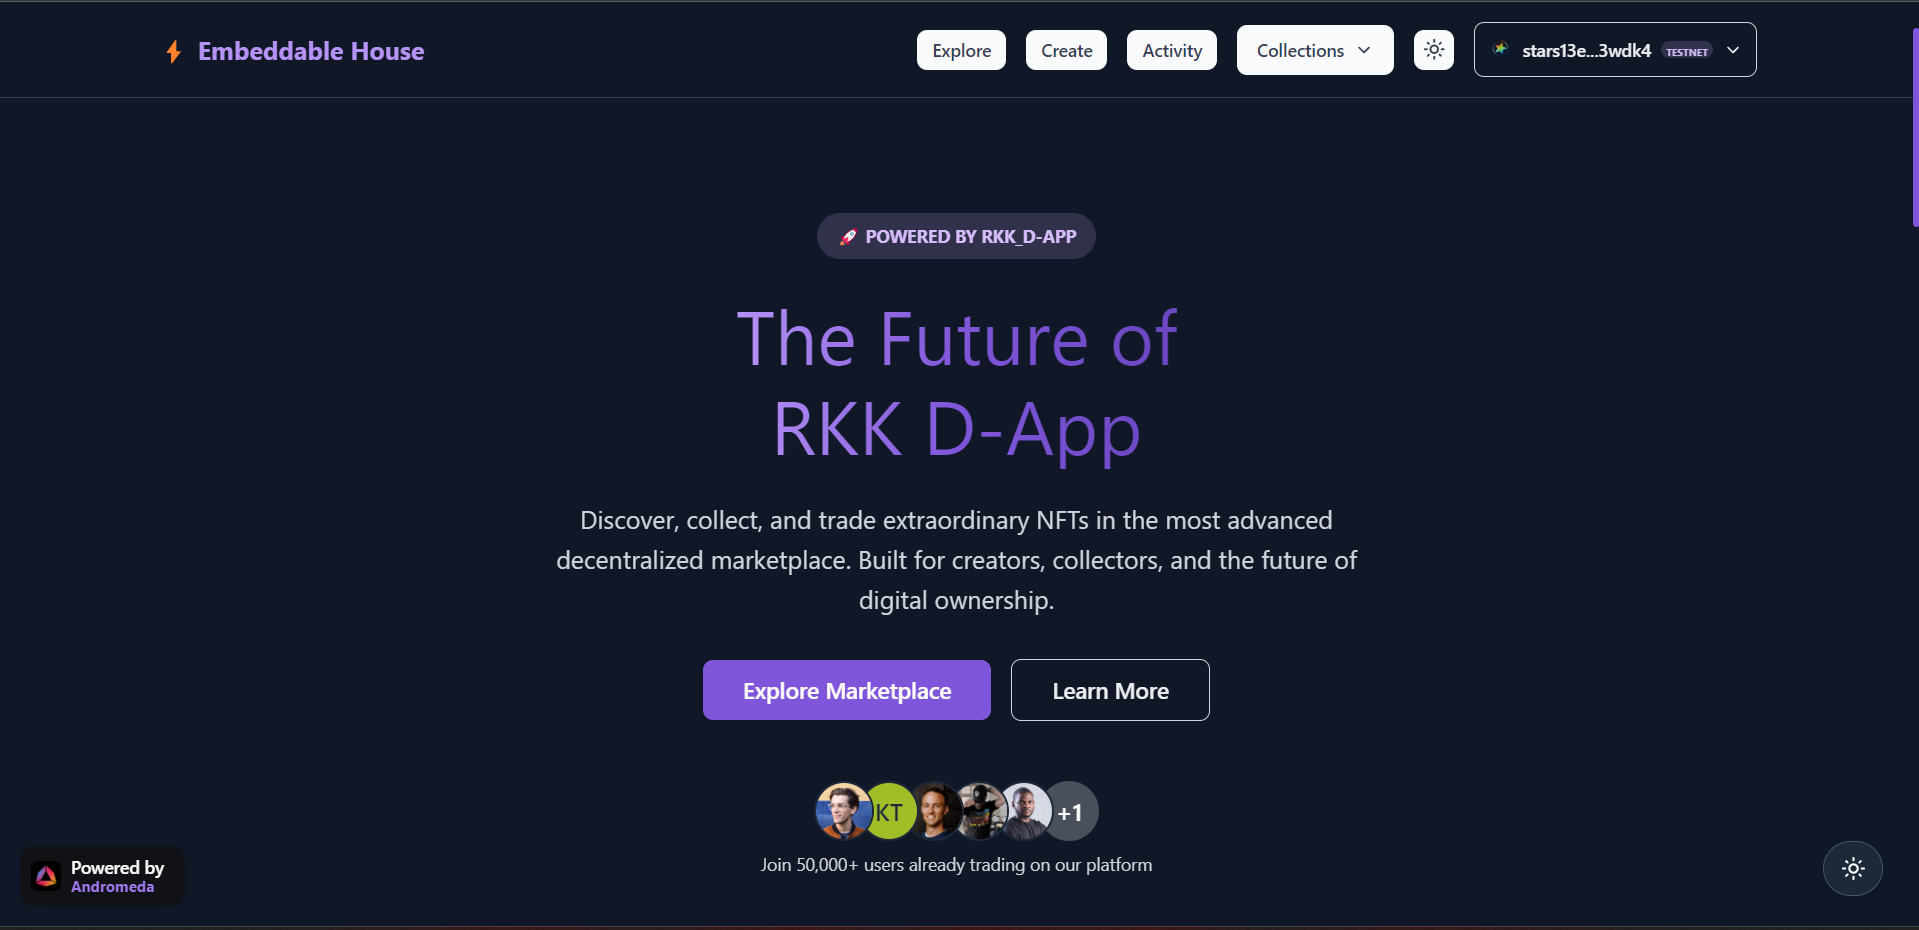 Embeddable House
Explore
Create
Activity
Collections
stars13e...3wdk4 TESTNET
🚀 POWERED BY RKK_D-APP
The Future of
RKK D-App
Discover, collect, and trade extraordinary NFTs in the most advanced
decentralized marketplace. Built for creators, collectors, and the future of
digital ownership.
Explore Marketplace
Learn More
KT
+1
Join 50,000+ users already trading on our platform
Powered by
Andromeda